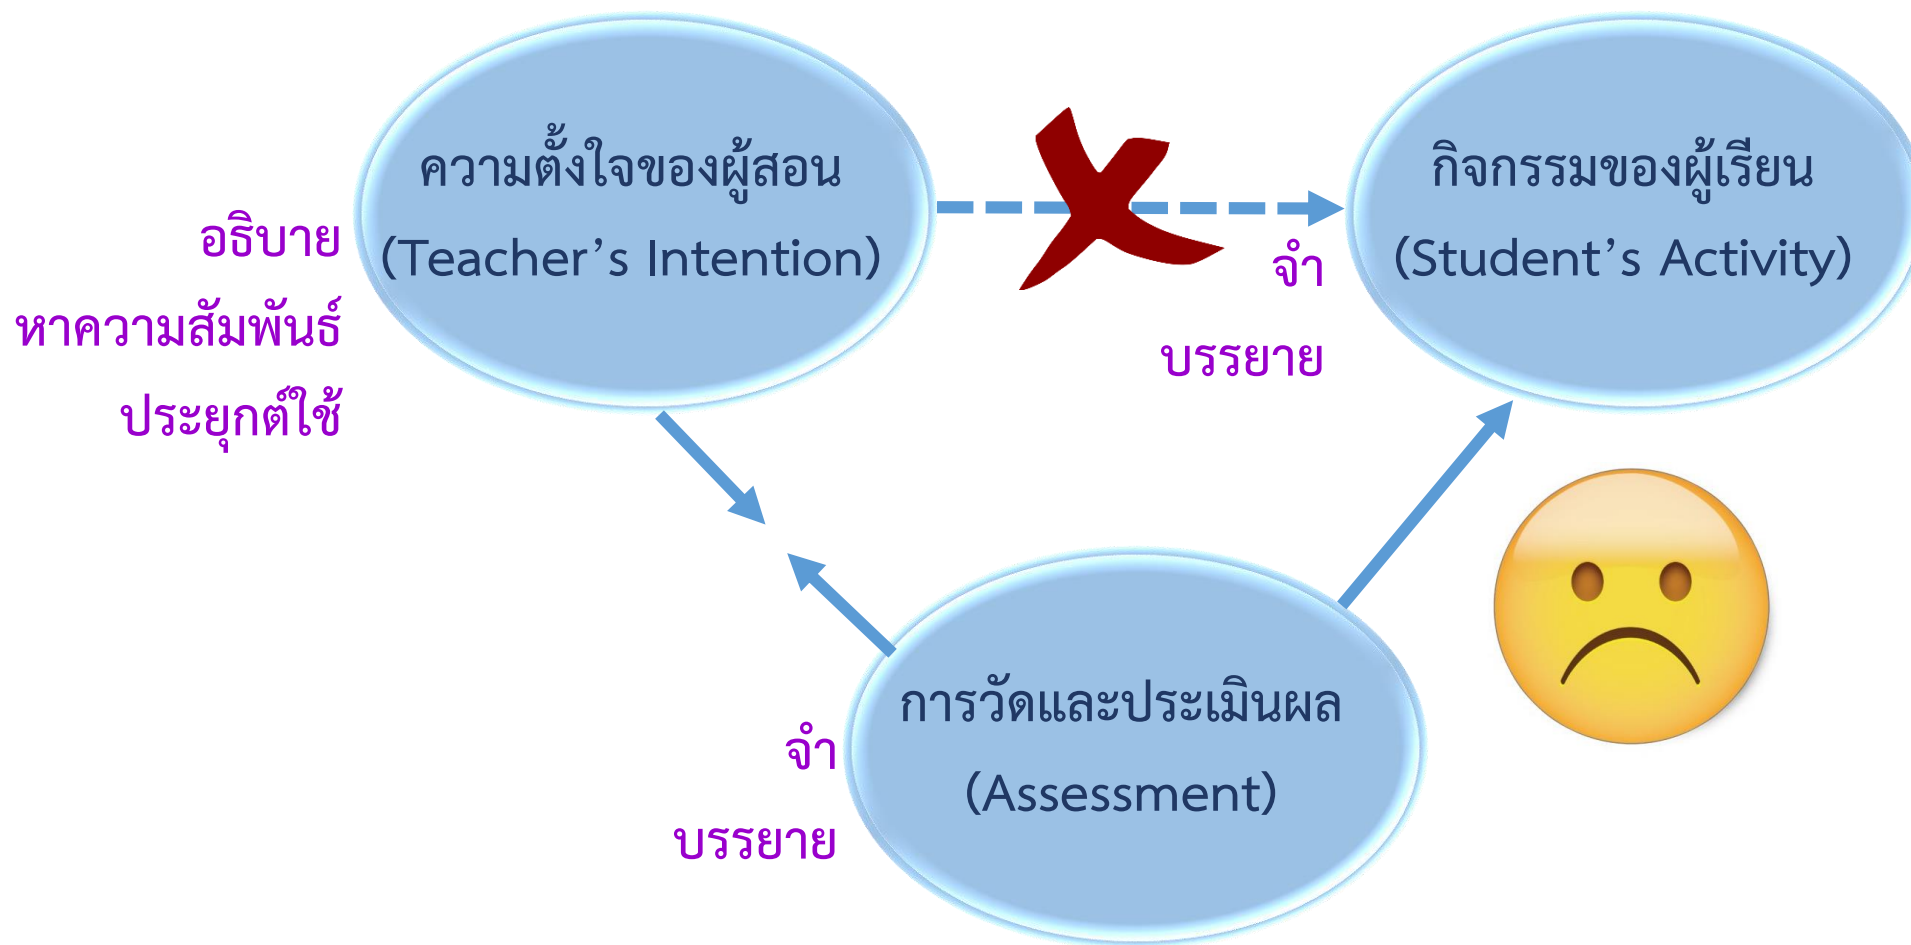 ความตั้งใจของผู้สอน
(Teacher’s Intention)
อธิบาย
หาความสัมพันธ์
ประยุกต์ใช้
กิจกรรมของผู้เรียน
(Student’s Activity)
จำ
บรรยาย
การวัดและประเมินผล
(Assessment)
จำ
บรรยาย